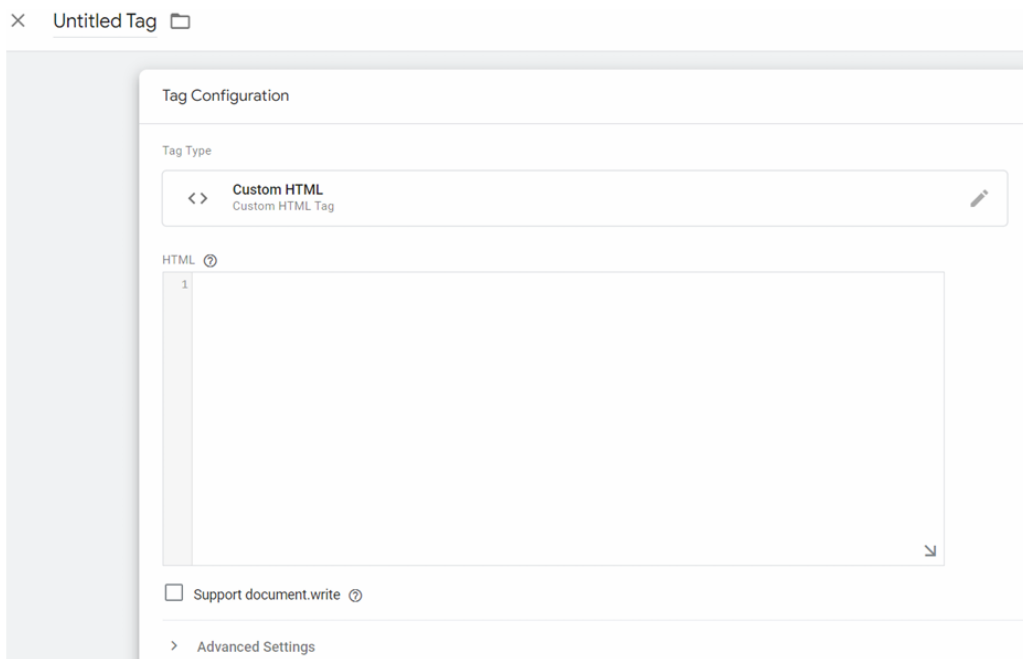 Untitled Tag
Tag Configuration
Tag Type
Custom HTML
Custom HTML Tag
HTML
1
Support document.write
Advanced Settings